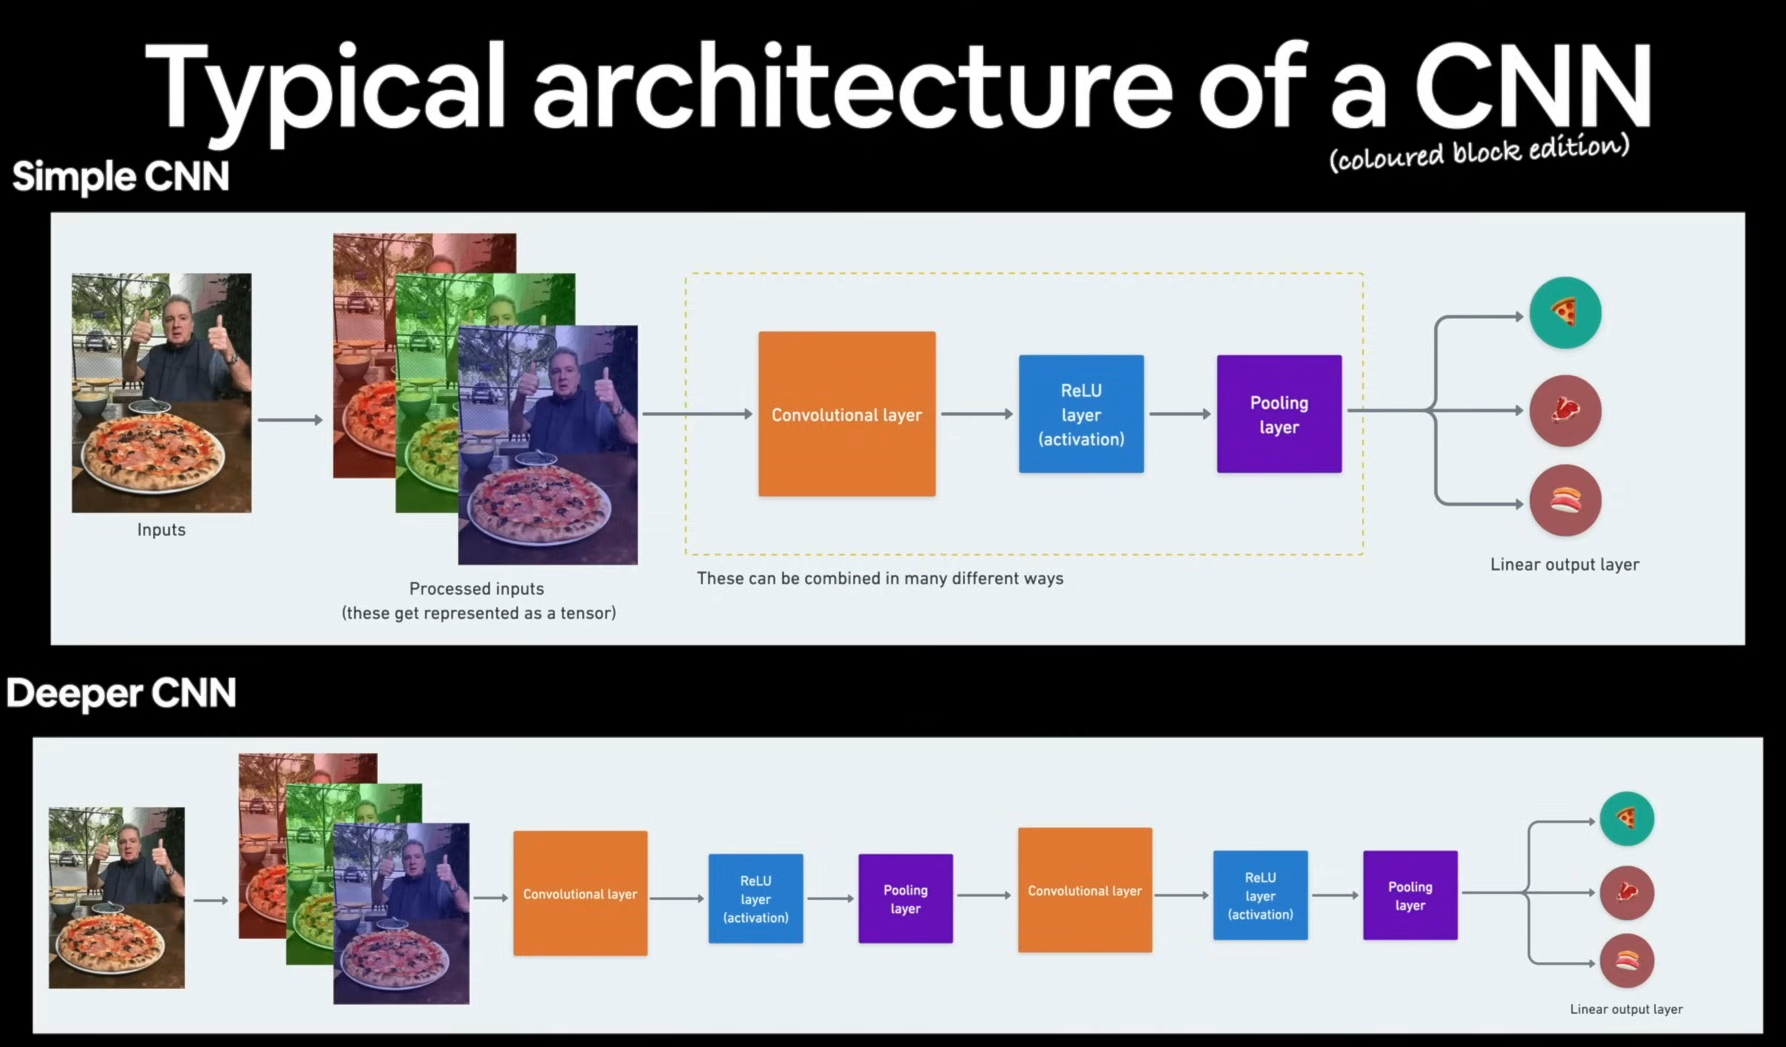 Typical architecture of a CNN
(coloured block edition)
Simple CNN
Inputs
Processed inputs
(these get represented as a tensor)
Convolutional layer
ReLU
layer
(activation)
Pooling
layer
These can be combined in many different ways
Linear output layer
Deeper CNN
Convolutional layer
ReLU
layer
(activation)
Pooling
layer
Convolutional layer
ReLU
layer
(activation)
Pooling
layer
Linear output layer